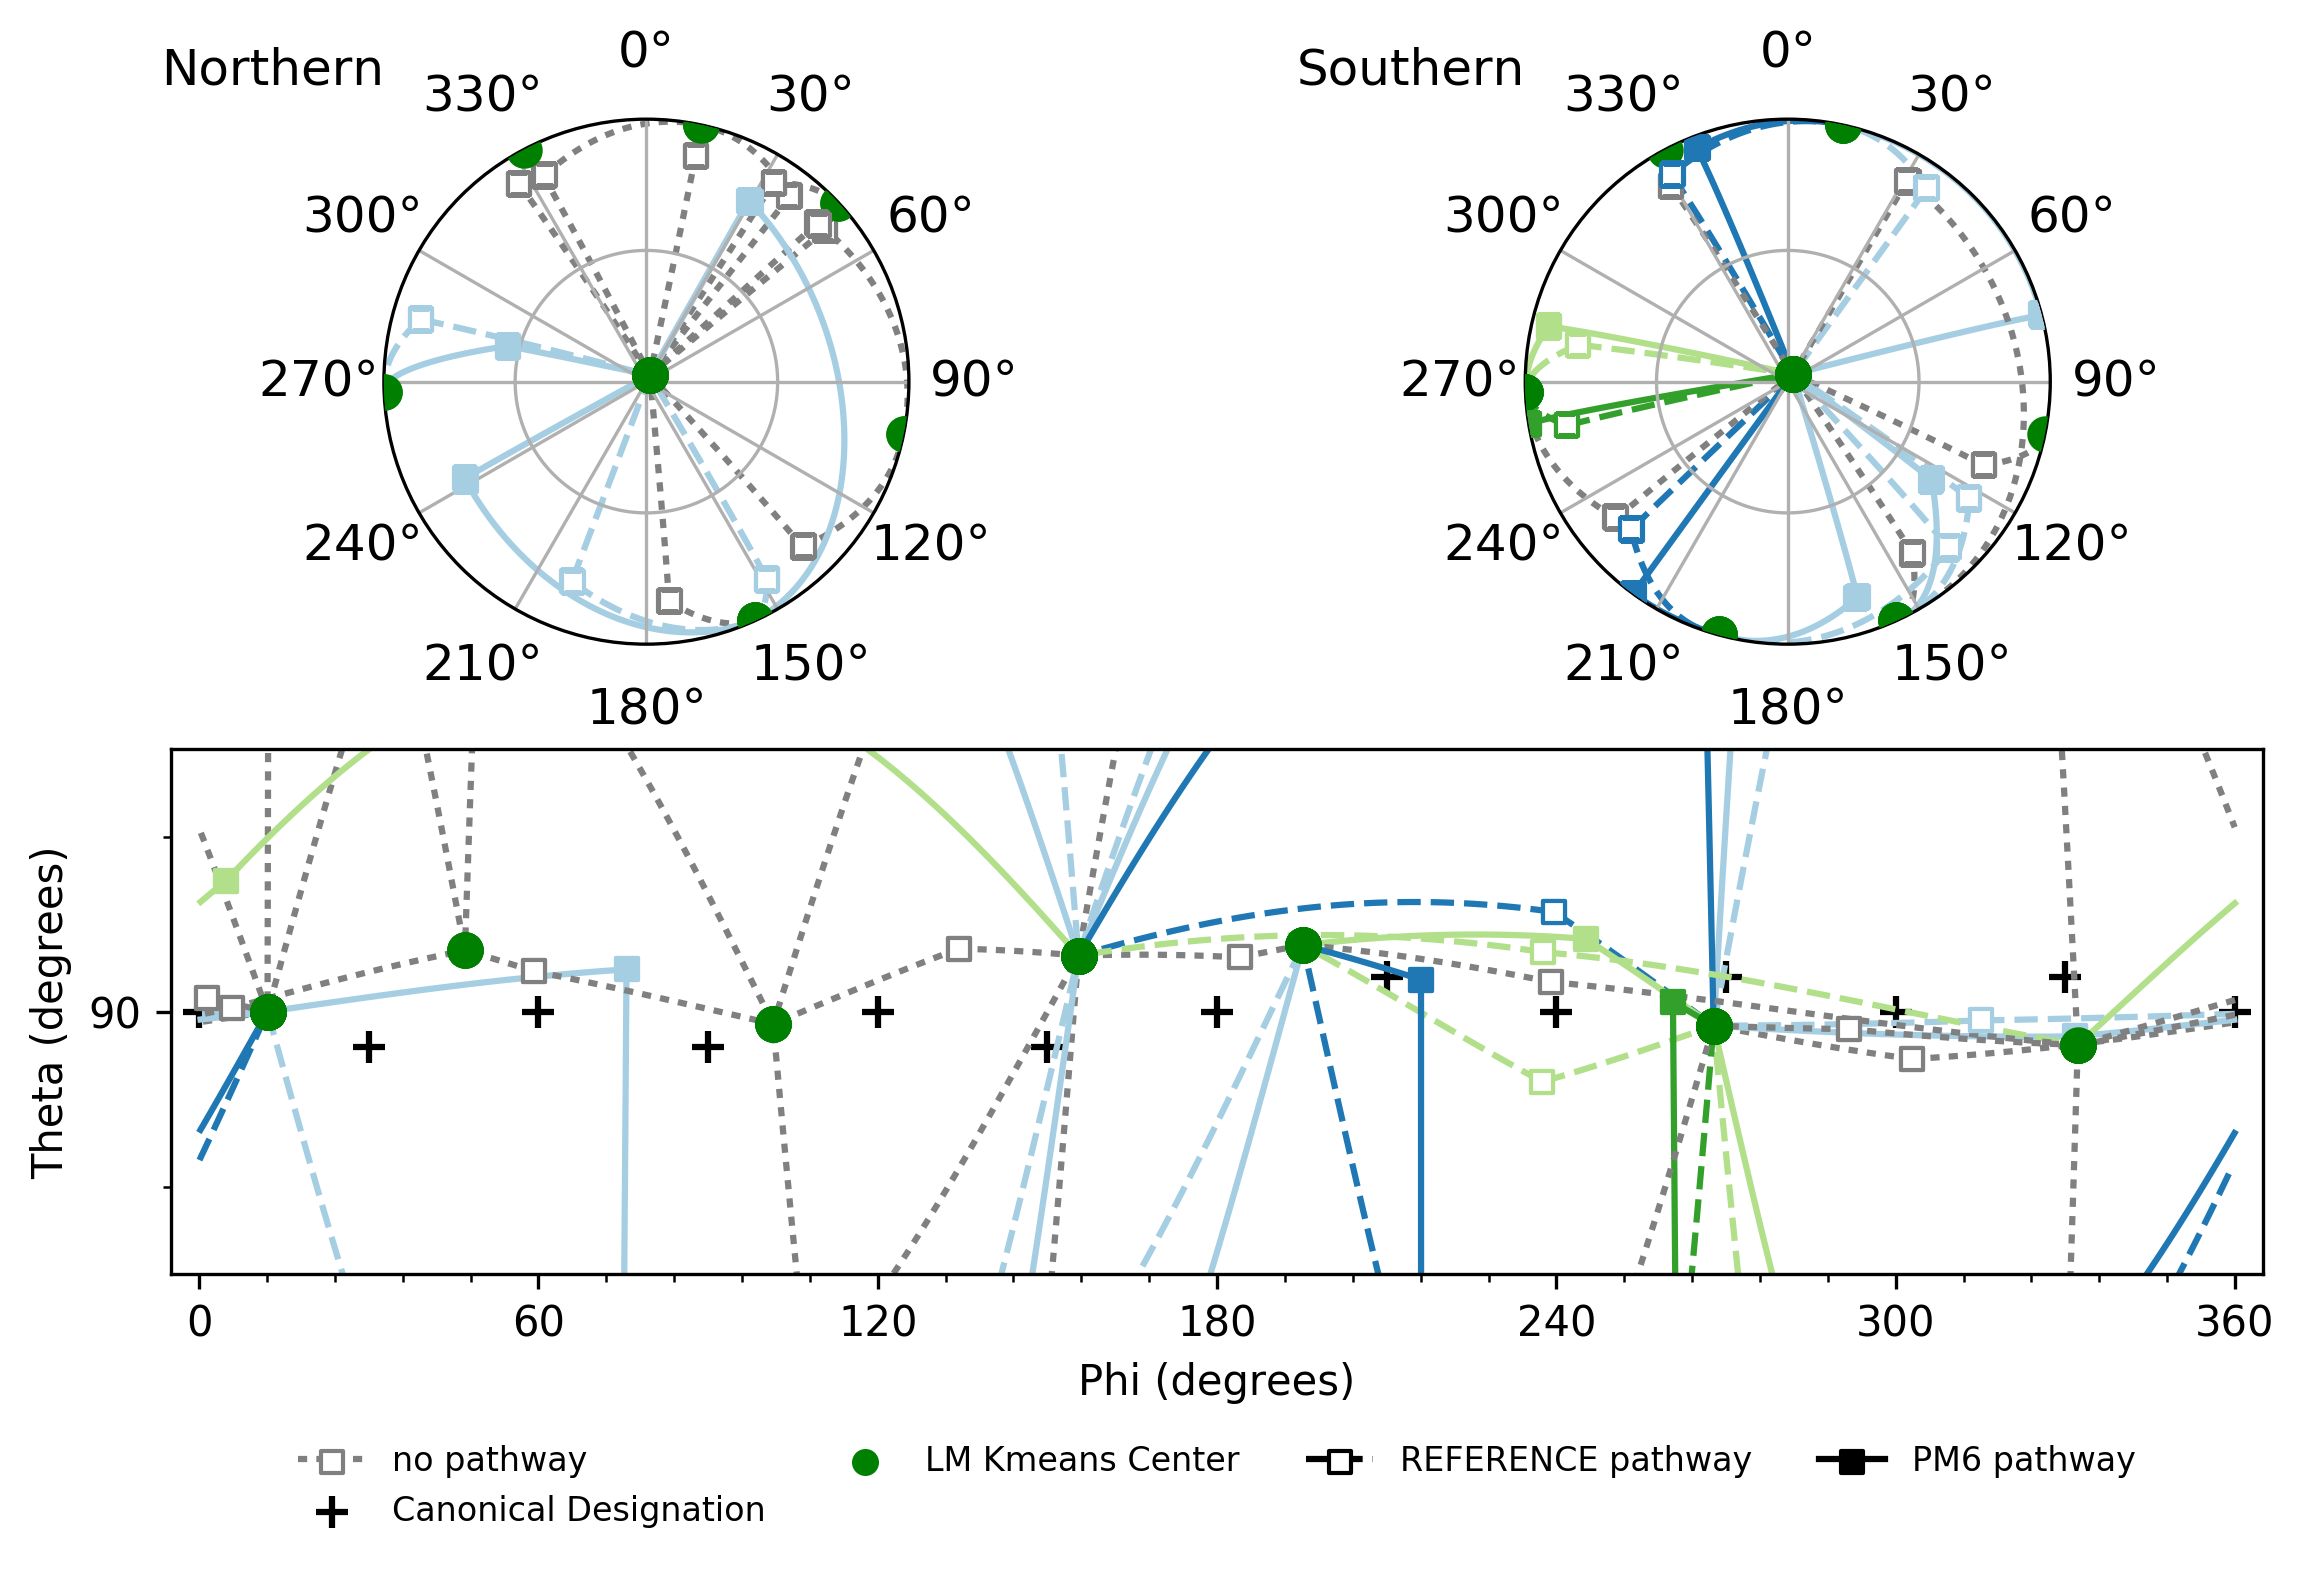 Northern
0°
30°
60°
90°
120°
150°
180°
210°
240°
270°
300°
330°
Southern
0°
30°
60°
90°
120°
150°
180°
210°
240°
270°
300°
330°
Theta (degrees)
90
0 60 120 180 240 300 360
Phi (degrees)
no pathway
Canonical Designation
LM Kmeans Center
REFERENCE pathway
PM6 pathway